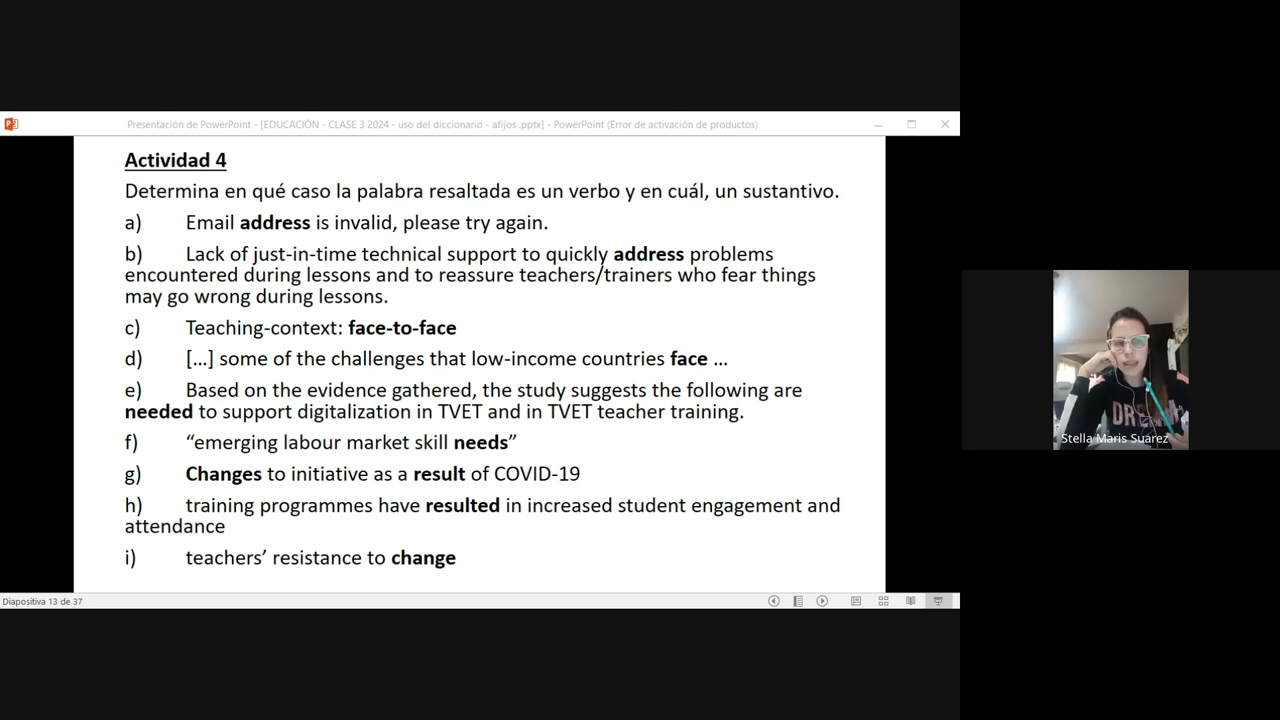 Presentación de PowerPoint - [EDUCACIÓN - CLASE 3 2024 - uso del diccionario - afijos .pptx] - PowerPoint (Error de activación de productos)
Actividad 4
Determina en qué caso la palabra resaltada es un verbo y en cuál, un sustantivo.
a) Email address is invalid, please try again.
b) Lack of just-in-time technical support to quickly address problems
encountered during lessons and to reassure teachers/trainers who fear things
may go wrong during lessons.
c) Teaching-context: face-to-face
d) […] some of the challenges that low-income countries face …
e) Based on the evidence gathered, the study suggests the following are
needed to support digitalization in TVET and in TVET teacher training.
f) “emerging labour market skill needs”
g) Changes to initiative as a result of COVID-19
h) training programmes have resulted in increased student engagement and
attendance
i) teachers’ resistance to change
Diapositiva 13 de 37
Stella Maris Suarez